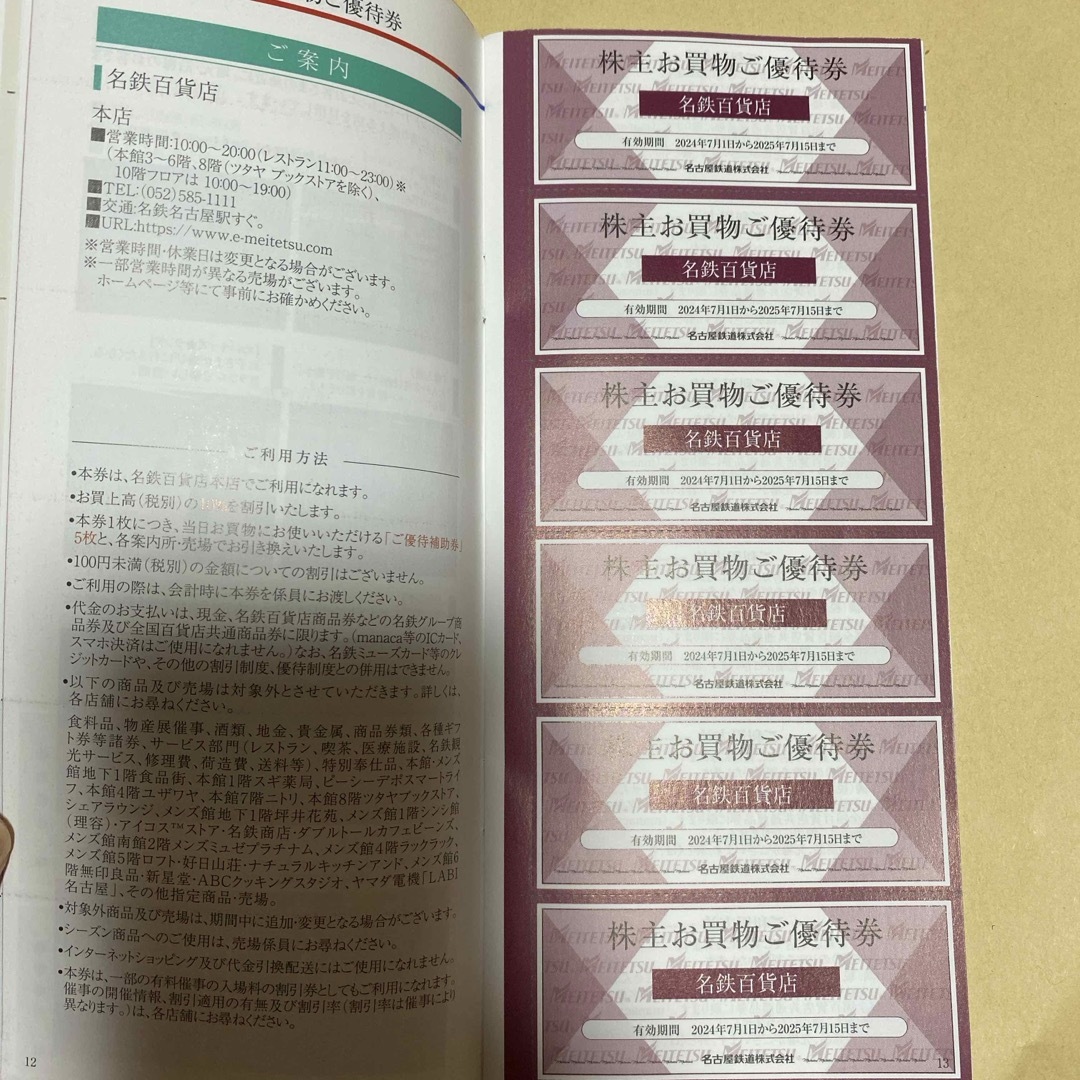 物ご優待券
ご案内
名鉄百貨店
本店
■営業時間:10:00～20:00(レストラン11:00～23:00)※
(本館3～6階、8階(ツタヤ ブックストアを除く)、
10階フロアは 10:00～19:00)
■TEL:(052)585-1111
■交通:名鉄名古屋駅すぐ。
■URL:https://www.e-meitetsu.com
※営業時間・休業日は変更となる場合がございます。
※一部営業時間が異なる売場がございます。
ホームページ等にて事前にお確かめください。
ご利用方法
•本券は、名鉄百貨店本店でご利用になれます。
•お買上高(税別)の を割引いたします。
•本券1枚につき、当日お買物にお使いいただける「ご優待補助券」
5枚と、各案内所・売場でお引き換えいたします。
•100円未満(税別)の金額についての割引はございません。
•ご利用の際は、会計時に本券を係員にお渡しください。
•代金のお支払いは、現金、名鉄百貨店商品券などの名鉄グループ商
品券及び全国百貨店共通商品券に限ります。(manaca等のICカード、
スマホ決済はご使用になれません。)なお、名鉄ミューズカード等のクレ
ジットカードや、その他の割引制度、優待制度との併用はできません。
•以下の商品及び売場は対象外とさせていただきます。詳しくは、
各店舗にお尋ねください。
食料品、物産展催事、酒類、地金、貴金属、商品券類、各種ギフ
ト券等諸券、サービス部門(レストラン、喫茶、医療施設、名鉄観
光サービス、修理費、荷造費、送料等)、特別奉仕品、本館・メンズ
館地下1階食品街、本館1階スギ薬局、ピーシーデポスマートライ
フ、本館4階ユザワヤ、本館7階ニトリ、本館8階ツタヤブックストア、
シェアラウンジ、メンズ館地下1階坪井花苑、メンズ館1階シンシ館
(理容)・アイコス™ストア・名鉄商店・ダブルトールカフェビーンズ、
メンズ館南館2階メンズミュゼプラチナム、メンズ館4階ラックラック、
メンズ館5階ロフト・好日山荘・ナチュラルキッチンアンド、メンズ館6
階無印良品・新星堂・ABCクッキングスタジオ、ヤマダ電機「LABI
名古屋」、その他指定商品・売場。
•対象外商品及び売場は、期間中に追加・変更となる場合がございます。
•シーズン商品へのご使用は、売場係員にお尋ねください。
•インターネットショッピング及び代金引換配送にはご使用になれません。
•本券は、一部の有料催事の入場料の割引券としてもご利用になれます。
催事の開催情報、割引適用の有無及び割引率(割引率は催事により
異なります。)は、各店舗にお尋ねください。
12
株主お買物ご優待券
名鉄百貨店
有効期間 2024年7月1日から2025年7月15日まで
名古屋鉄道株式会社
株主お買物ご優待券
名鉄百貨店
有効期間 2024年7月1日から2025年7月15日まで
名古屋鉄道株式会社
株主お買物ご優待券
名鉄百貨店
有効期間 2024年7月1日から2025年7月15日まで
名古屋鉄道株式会社
株主お買物ご優待券
名鉄百貨店
有効期間 2024年7月1日から2025年7月15日まで
名古屋鉄道株式会社
株主お買物ご優待券
名鉄百貨店
有効期間 2024年7月1日から2025年7月15日まで
名古屋鉄道株式会社
株主お買物ご優待券
名鉄百貨店
有効期間 2024年7月1日から2025年7月15日まで
名古屋鉄道株式会社
13